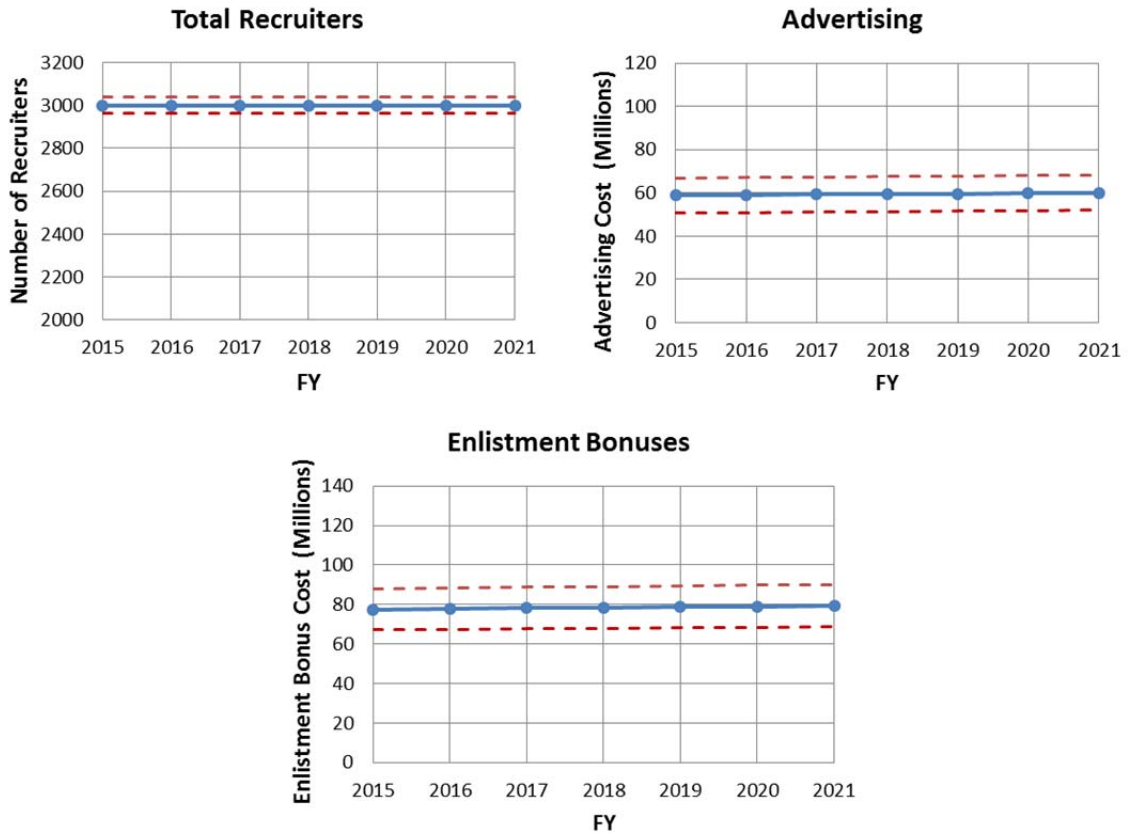 Total Recruiters
Number of Recruiters
3200
3000
2800
2600
2400
2200
2000
2015 2016 2017 2018 2019 2020 2021
FY
Advertising
Advertising Cost (Millions)
120
100
80
60
40
20
0
2015 2016 2017 2018 2019 2020 2021
FY
Enlistment Bonuses
Enlistment Bonus Cost (Millions)
140
120
100
80
60
40
20
0
2015 2016 2017 2018 2019 2020 2021
FY